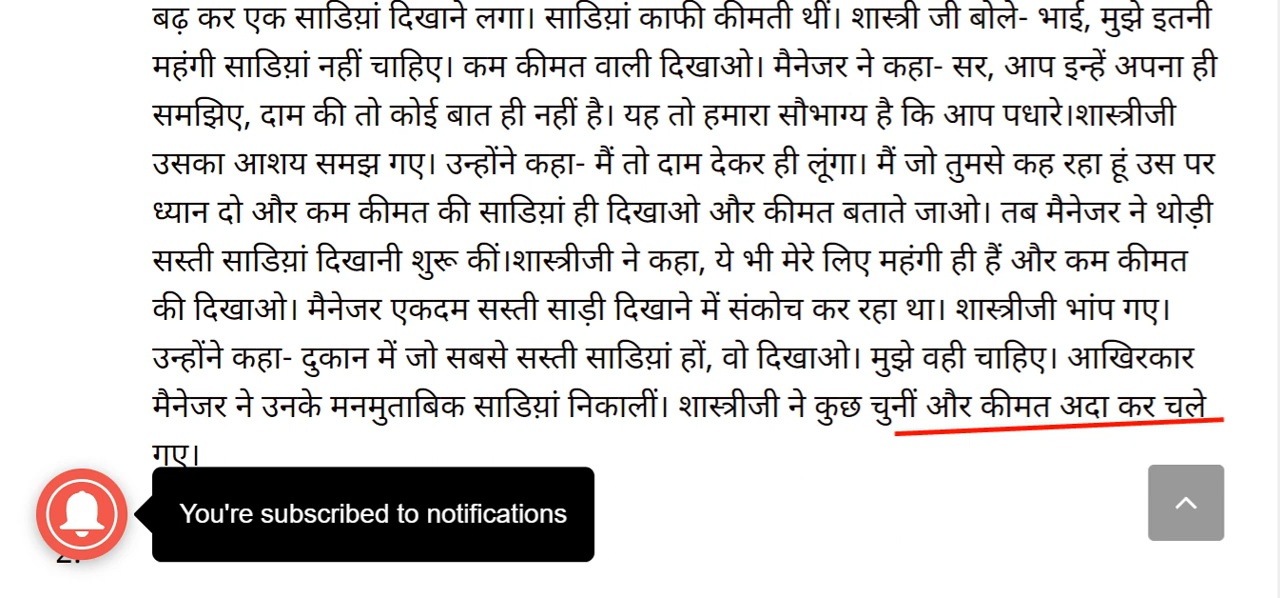 बढ़ कर एक साडिय़ां दिखाने लगा। साडिय़ां काफी कीमती थीं। शास्त्री जी बोले- भाई, मुझे इतनी
महंगी साडिय़ां नहीं चाहिए। कम कीमत वाली दिखाओ। मैनेजर ने कहा- सर, आप इन्हें अपना ही
समझिए, दाम की तो कोई बात ही नहीं है। यह तो हमारा सौभाग्य है कि आप पधारे।शास्त्रीजी
उसका आशय समझ गए। उन्होंने कहा- मैं तो दाम देकर ही लूंगा। मैं जो तुमसे कह रहा हूं उस पर
ध्यान दो और कम कीमत की साडिय़ां ही दिखाओ और कीमत बताते जाओ। तब मैनेजर ने थोड़ी
सस्ती साडिय़ां दिखानी शुरू कीं।शास्त्रीजी ने कहा, ये भी मेरे लिए महंगी ही हैं और कम कीमत
की दिखाओ। मैनेजर एकदम सस्ती साड़ी दिखाने में संकोच कर रहा था। शास्त्रीजी भांप गए।
उन्होंने कहा- दुकान में जो सबसे सस्ती साडिय़ां हों, वो दिखाओ। मुझे वही चाहिए। आखिरकार
मैनेजर ने उनके मनमुताबिक साडिय़ां निकालीं। शास्त्रीजी ने कुछ चुनीं और कीमत अदा कर चले
गए।
You're subscribed to notifications
2.